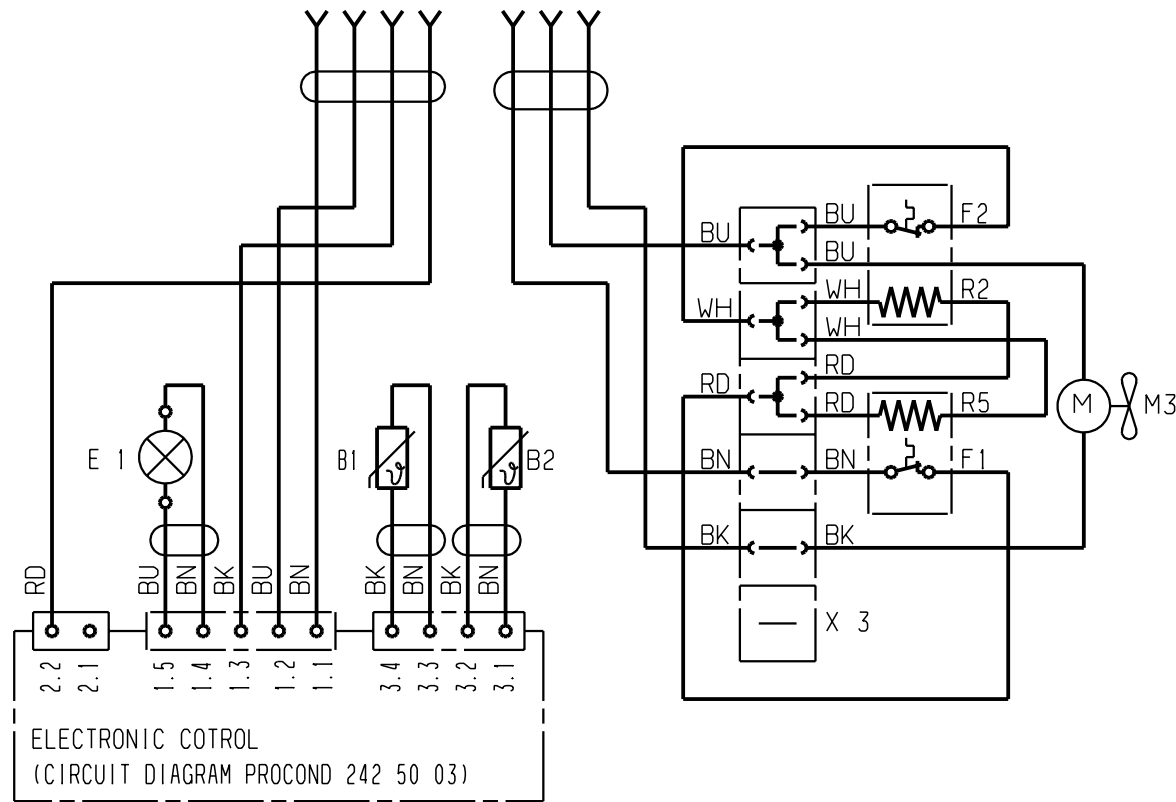 BU
F2
BU
BU
WH
R2
WH
WH
RD
RD
RD
R5
M
M3
E 1
B1
ϑ
ϑ
B2
BN
BN
F1
BK
BK
RD
BU
BN
BK
BU
BN
BK
BN
BK
BN
X 3
2.2
2.1
1.5
1.4
1.3
1.2
1.1
3.4
3.3
3.2
3.1
ELECTRONIC COTROL
(CIRCUIT DIAGRAM PROCOND 242 50 03)